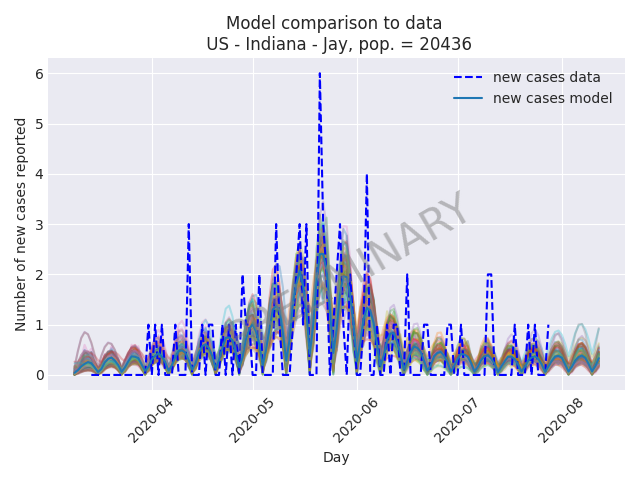 Model comparison to data
US - Indiana - Jay, pop. = 20436
new cases data
new cases model
Number of new cases reported
6
5
4
3
2
1
0
2020-04
2020-05
2020-06
2020-07
2020-08
Day